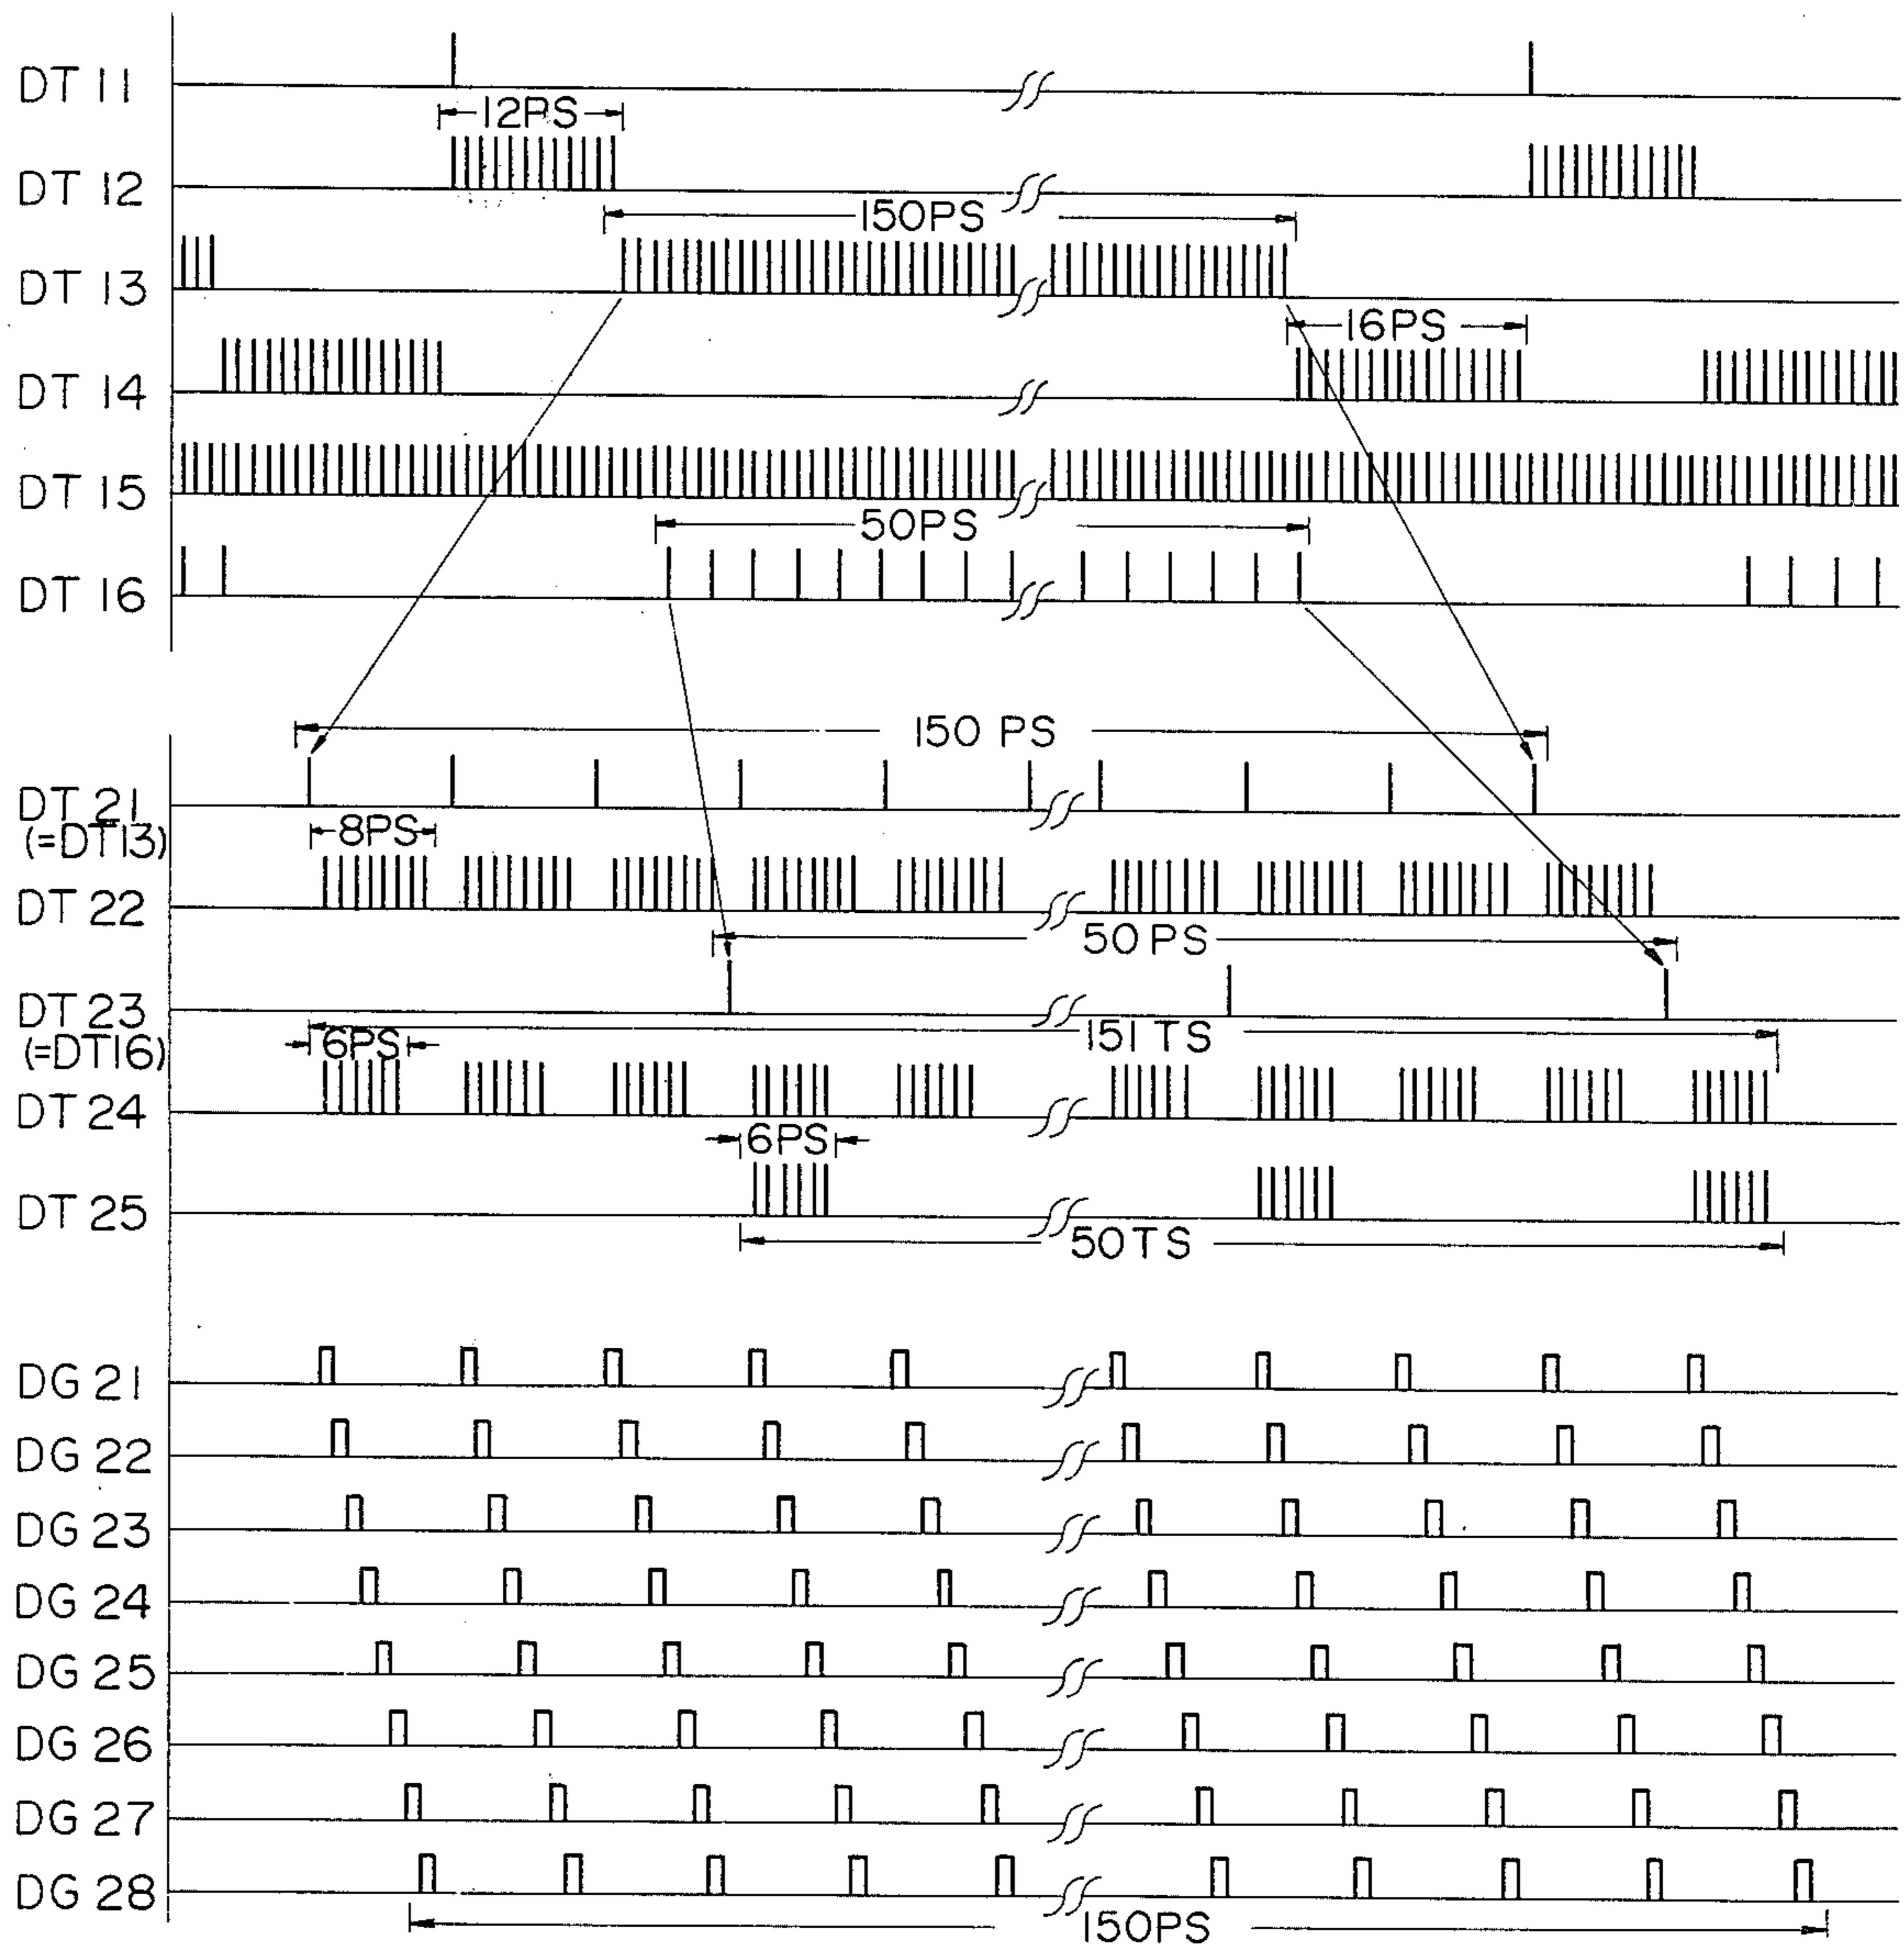 DT 11
12PS
DT 12
150PS
DT 13
16PS
DT 14
DT 15
50PS
DT 16
150 PS
DT 21
(=DT13)
8PS
DT 22
50PS
DT 23
(=DT16)
151 TS
6PS
DT 24
6PS
DT 25
50TS
DG 21
DG 22
DG 23
DG 24
DG 25
DG 26
DG 27
DG 28
150PS